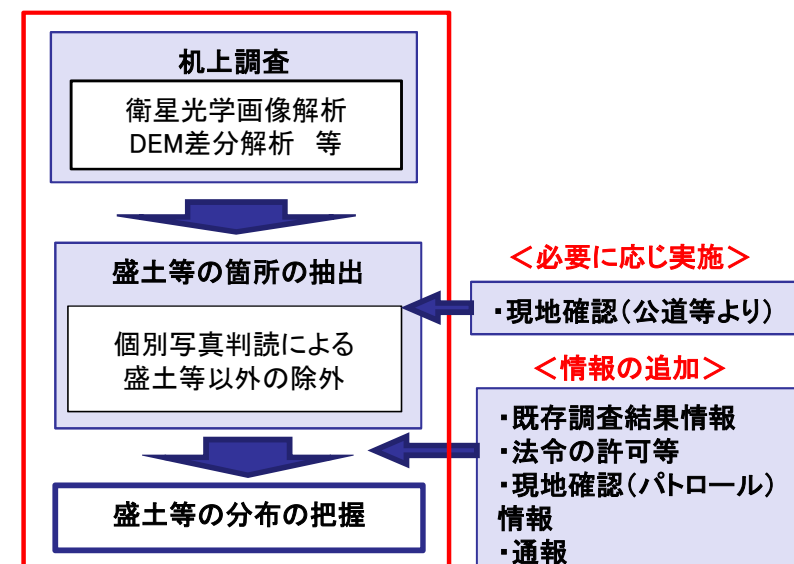 机上調査
衛星光学画像解析
DEM差分解析 等
盛土等の箇所の抽出
個別写真判読による
盛土等以外の除外
<必要に応じ実施>
・現地確認(公道等より)
<情報の追加>
・既存調査結果情報
・法令の許可等
・現地確認(パトロール)
情報
・通報
盛土等の分布の把握